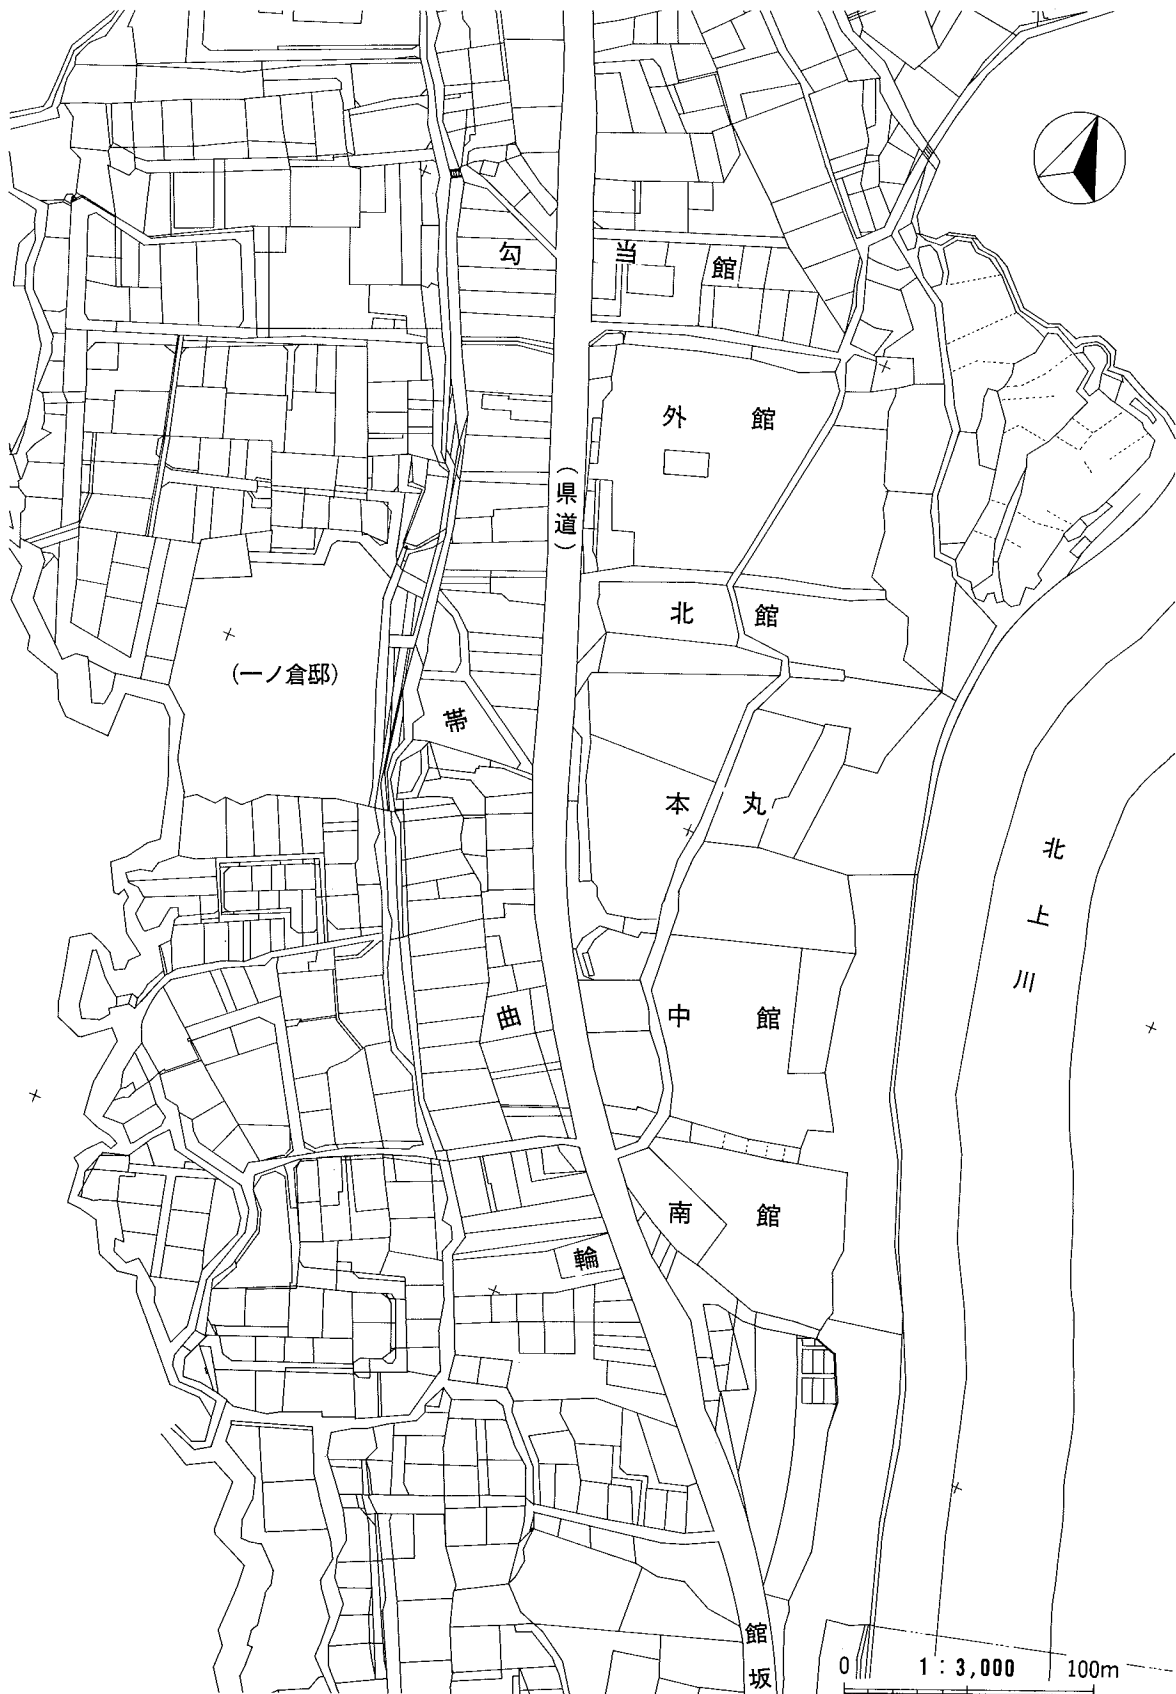 勾当館
外館
(県道)
北館
(一ノ倉邸)
帯曲輪
本丸
北上川
中館
南館
館坂
0 1:3,000 100m